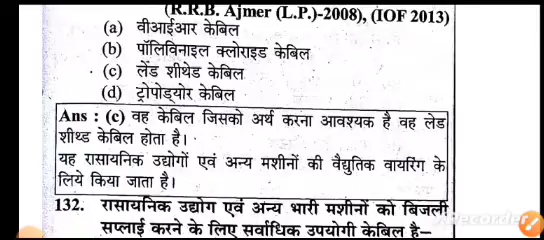 (R.R.B. Ajmer (L.P.)-2008), (IOF 2013)
(a) वीआईआर केबिल
(b) पॉलिविनाइल क्लोराइड केबिल
(c) लेंड शीथेड केबिल
(d) ट्रोपोड्योर केबिल
Ans : (c) वह केबिल जिसको अर्थ करना आवश्यक है वह लेड
शीथ्ड केबिल होता है।
यह रासायनिक उद्योगों एवं अन्य मशीनों की वैद्युतिक वायरिंग के
लिये किया जाता है।
132. रासायनिक उद्योग एवं अन्य भारी मशीनों को बिजली
सप्लाई करने के लिए सर्वाधिक उपयोगी केबिल है–
Recorder